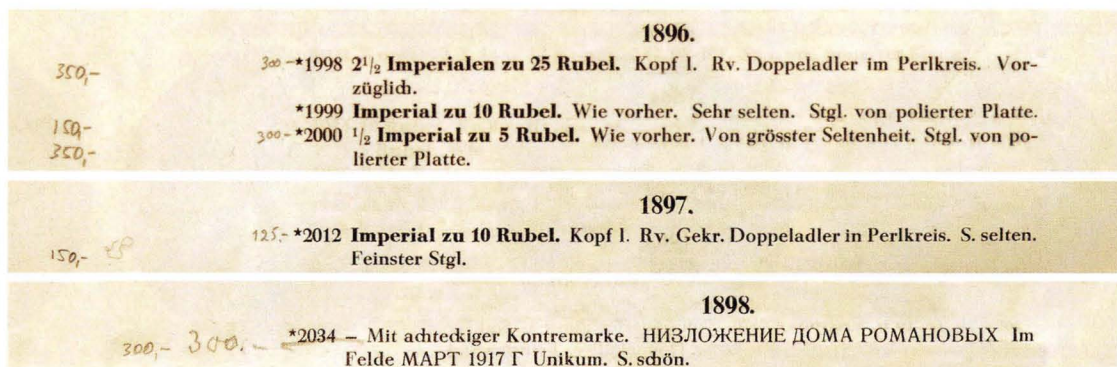 1896.
350,- 300 - *1998 2 1/2 Imperialen zu 25 Rubel. Kopf l. Rv. Doppeladler im Perlkreis. Vor-
züglich.
*1999 Imperial zu 10 Rubel. Wie vorher. Sehr selten. Stgl. von polierter Platte.
150,- 300 - *2000 1/2 Imperial zu 5 Rubel. Wie vorher. Von grösster Seltenheit. Stgl. von po-
350,- lierter Platte.
1897.
125.- *2012 Imperial zu 10 Rubel. Kopf l. Rv. Gekr. Doppeladler in Perlkreis. S. selten.
150,- Feinster Stgl.
1898.
300,- 300.- *2034 – Mit achteckiger Kontremarke. НИЗЛОЖЕНИЕ ДОМА РОМАНОВЫХ Im
Felde МАРТ 1917 Г Unikum. S. schön.